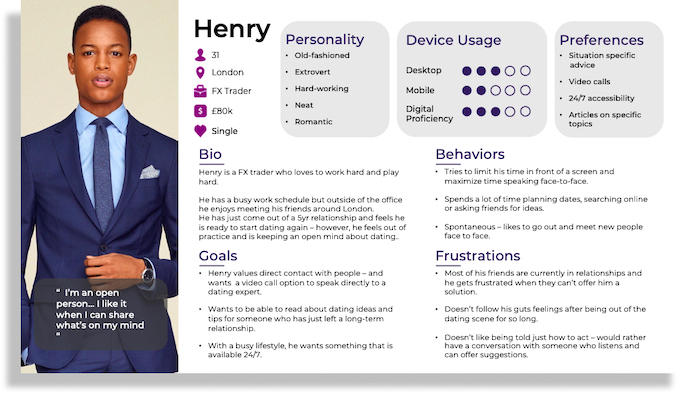 Henry
31
London
FX Trader
£80k
Single
Personality
• Old-fashioned
• Extrovert
• Hard-working
• Neat
• Romantic
Device Usage
Desktop
Mobile
Digital
Proficiency
Preferences
• Situation specific
advice
• Video calls
• 24/7 accessibility
• Articles on specific
topics
Bio
Henry is a FX trader who loves to work hard and play
hard.
He has a busy work schedule but outside of the office
he enjoys meeting his friends around London.
He has just come out of a 5yr relationship and feels he
is ready to start dating again – however, he feels out of
practice and is keeping an open mind about dating..
Behaviors
• Tries to limit his time in front of a screen and
maximize time speaking face-to-face.
• Spends a lot of time planning dates, searching online
or asking friends for ideas.
• Spontaneous – likes to go out and meet new people
face to face.
Goals
• Henry values direct contact with people – and
wants a video call option to speak directly to a
dating expert.
• Wants to be able to read about dating ideas and
tips for someone who has just left a long-term
relationship.
• With a busy lifestyle, he wants something that is
available 24/7.
Frustrations
• Most of his friends are currently in relationships and
he gets frustrated when they can't offer him a
solution.
• Doesn't follow his guts feelings after being out of the
dating scene for so long.
• Doesn't like being told just how to act – would rather
have a conversation with someone who listens and
can offer suggestions.
" I'm an open
person... I like it
when I can share
what's on my mind
"
$